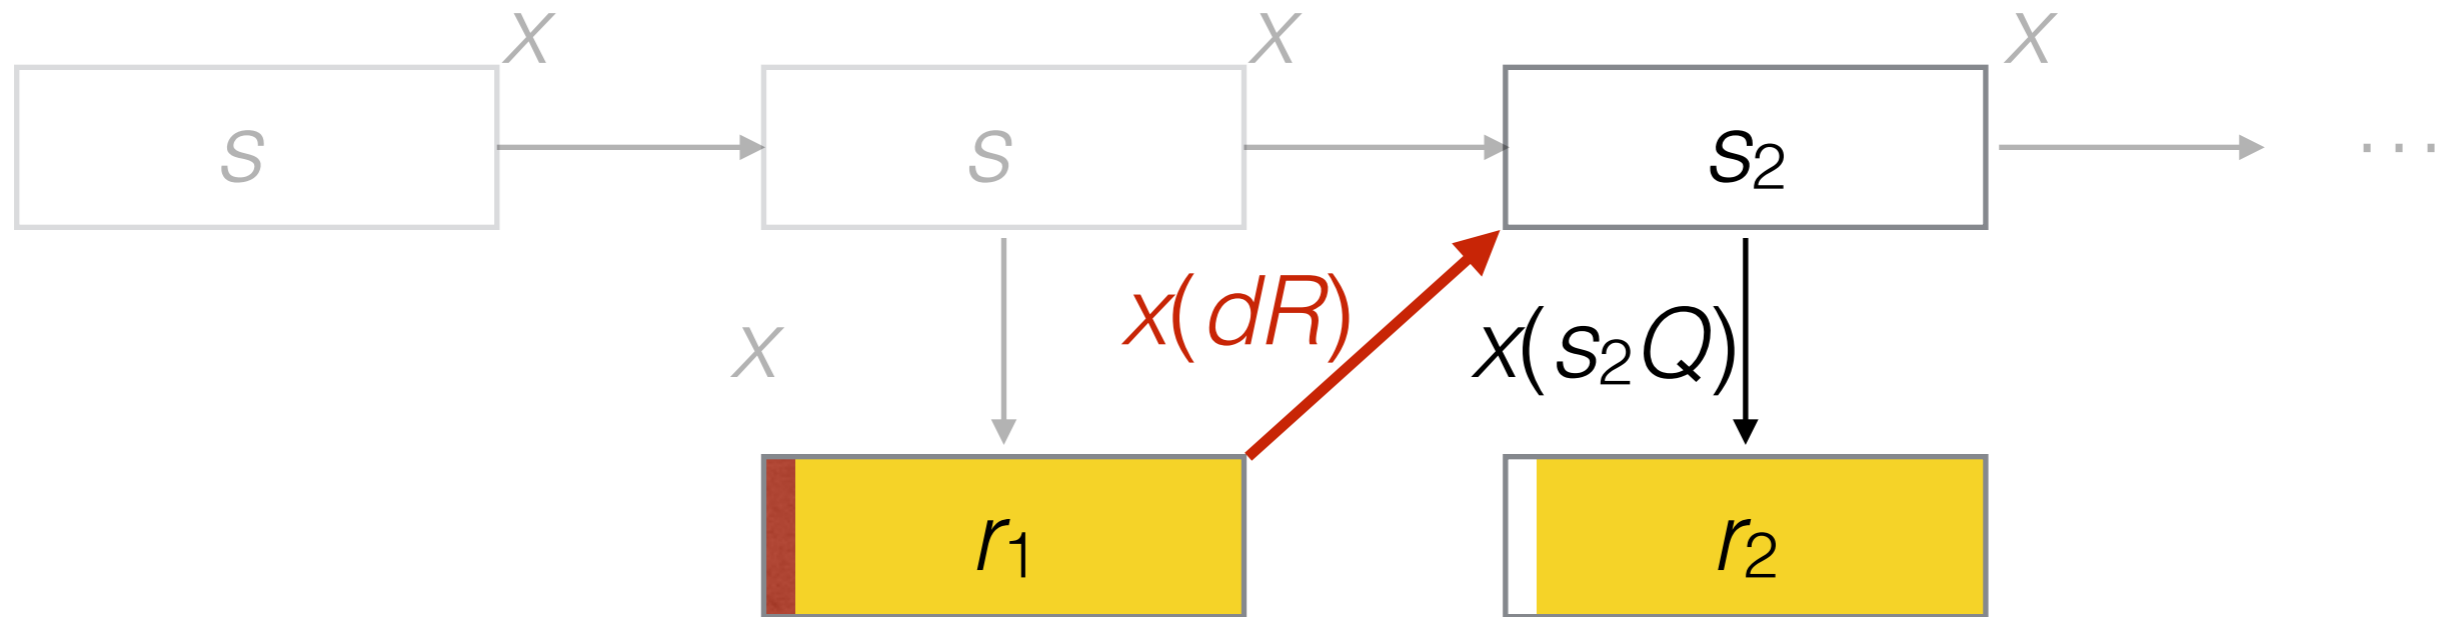 x x x
s s s₂ ...
x x(dR) x(s₂Q)
r₁ r₂